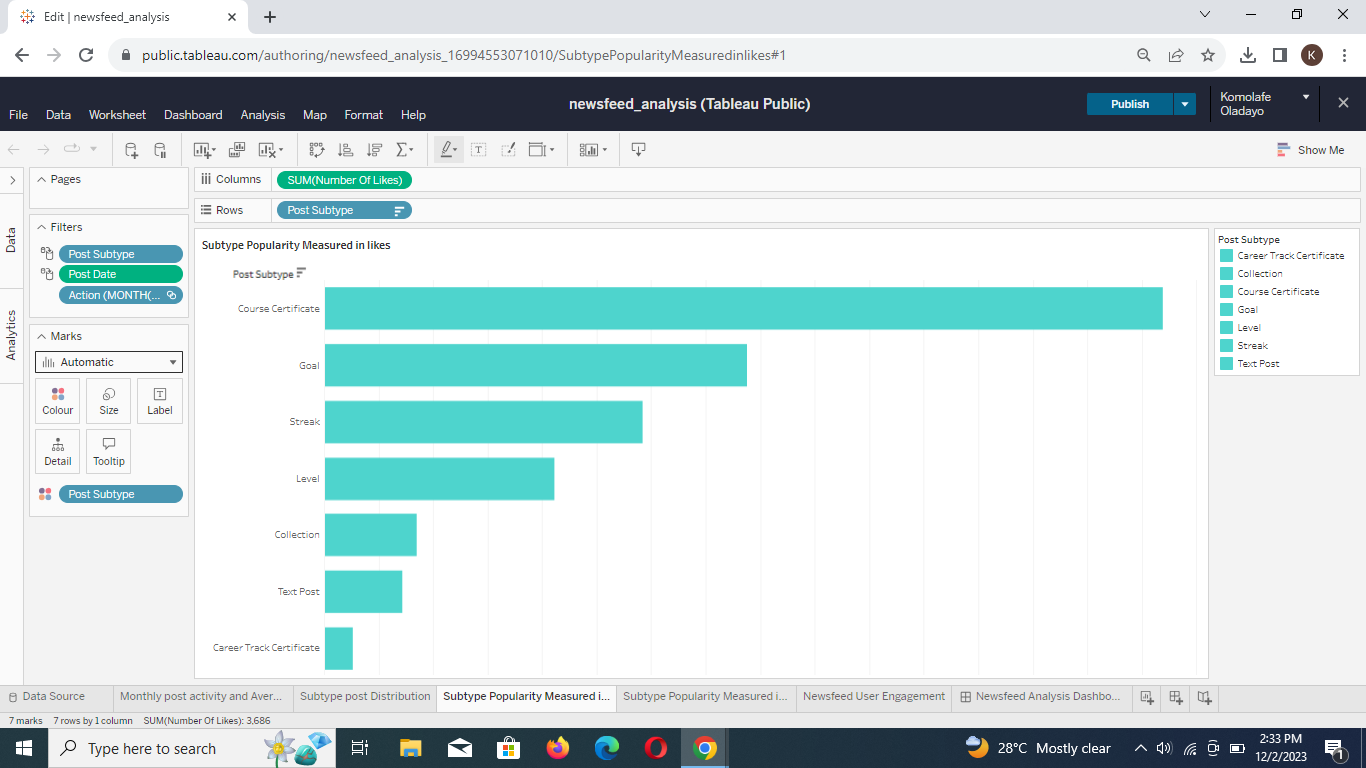 Edit | newsfeed_analysis
public.tableau.com/authoring/newsfeed_analysis_16994553071010/SubtypePopularityMeasuredinlikes#1
K
newsfeed_analysis (Tableau Public)
Publish
Komolafe
Oladayo
File Data Worksheet Dashboard Analysis Map Format Help
Show Me
Pages
Columns
SUM(Number Of Likes)
Rows
Post Subtype
Data
Analytics
Filters
Post Subtype
Post Date
Action (MONTH(...
Marks
Automatic
Colour Size Label
Detail Tooltip
Post Subtype
Subtype Popularity Measured in likes
Post Subtype
Course Certificate
Goal
Streak
Level
Collection
Text Post
Career Track Certificate
Post Subtype
Career Track Certificate
Collection
Course Certificate
Goal
Level
Streak
Text Post
Data Source
Monthly post activity and Aver...
Subtype post Distribution
Subtype Popularity Measured i...
Subtype Popularity Measured i...
Newsfeed User Engagement
Newsfeed Analysis Dashbo...
7 marks 7 rows by 1 column SUM(Number Of Likes): 3,686
Type here to search
28°C Mostly clear
2:33 PM
12/2/2023
1